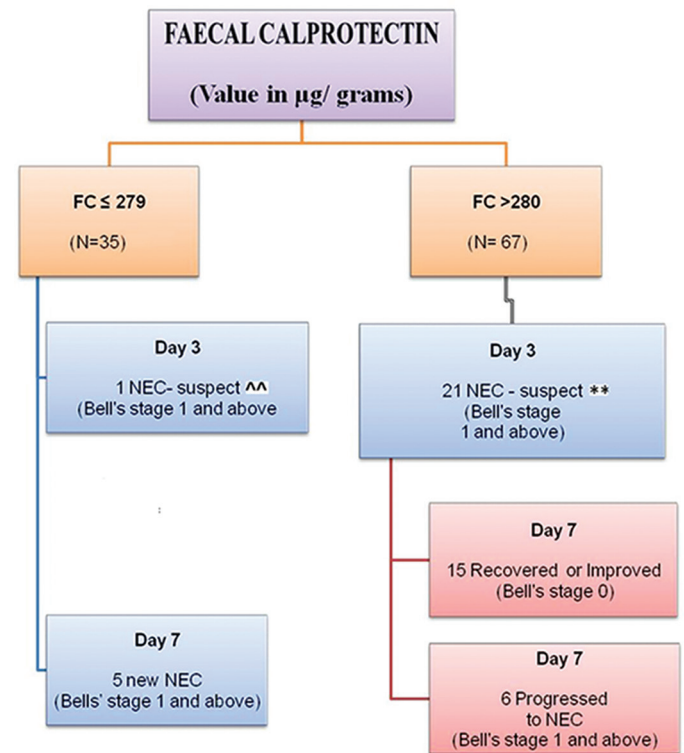 FAECAL CALPROTECTIN
(Value in µg/ grams)
FC ≤ 279
(N=35)
FC >280
(N= 67)
Day 3
1 NEC- suspect ^^
(Bell's stage 1 and above
Day 3
21 NEC - suspect **
(Bell's stage
1 and above)
Day 7
15 Recovered or Improved
(Bell's stage 0)
Day 7
5 new NEC
(Bells' stage 1 and above)
Day 7
6 Progressed
to NEC
(Bell's stage 1 and above)